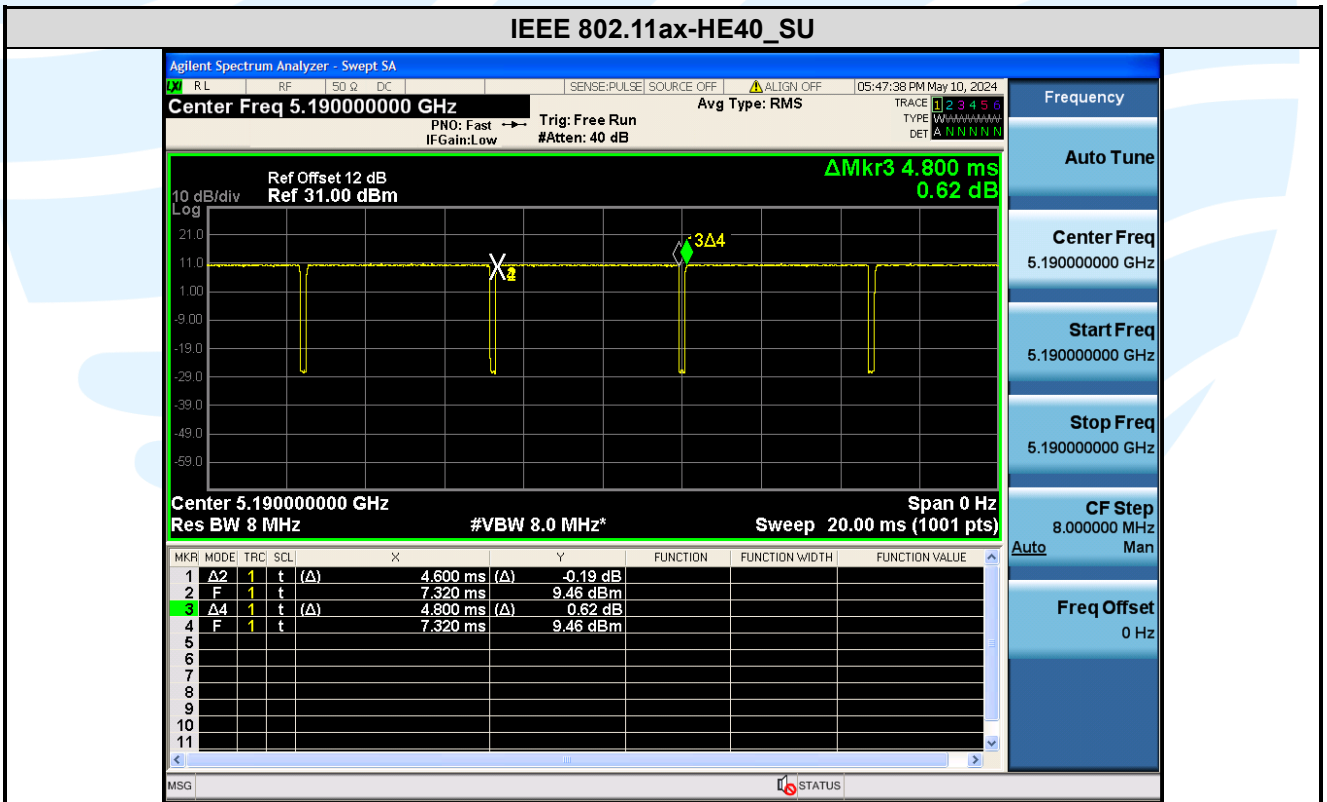 IEEE 802.11ax-HE40_SU
Agilent Spectrum Analyzer - Swept SA
LXI RL RF 50 Ω DC SENSE:PULSE SOURCE OFF ALIGN OFF 05:47:38 PM May 10, 2024
Center Freq 5.190000000 GHz Avg Type: RMS TRACE 1 2 3 4 5 6
PNO: Fast Trig: Free Run TYPE
IFGain:Low #Atten: 40 dB DET A N N N N N
ΔMkr3 4.800 ms
0.62 dB
Ref Offset 12 dB
10 dB/div Ref 31.00 dBm
Log
21.0
11.0
1.00
-9.00
-19.0
-29.0
-39.0
-49.0
-59.0
3Δ4
Center 5.190000000 GHz Span 0 Hz
Res BW 8 MHz #VBW 8.0 MHz* Sweep 20.00 ms (1001 pts)
MKR MODE TRC SCL X Y FUNCTION FUNCTION WIDTH FUNCTION VALUE
1 Δ2 1 t (Δ) 4.600 ms (Δ) -0.19 dB
2 F 1 t 7.320 ms 9.46 dBm
3 Δ4 1 t (Δ) 4.800 ms (Δ) 0.62 dB
4 F 1 t 7.320 ms 9.46 dBm
5
6
7
8
9
10
11
MSG STATUS
Frequency
Auto Tune
Center Freq
5.190000000 GHz
Start Freq
5.190000000 GHz
Stop Freq
5.190000000 GHz
CF Step
8.000000 MHz
Auto Man
Freq Offset
0 Hz